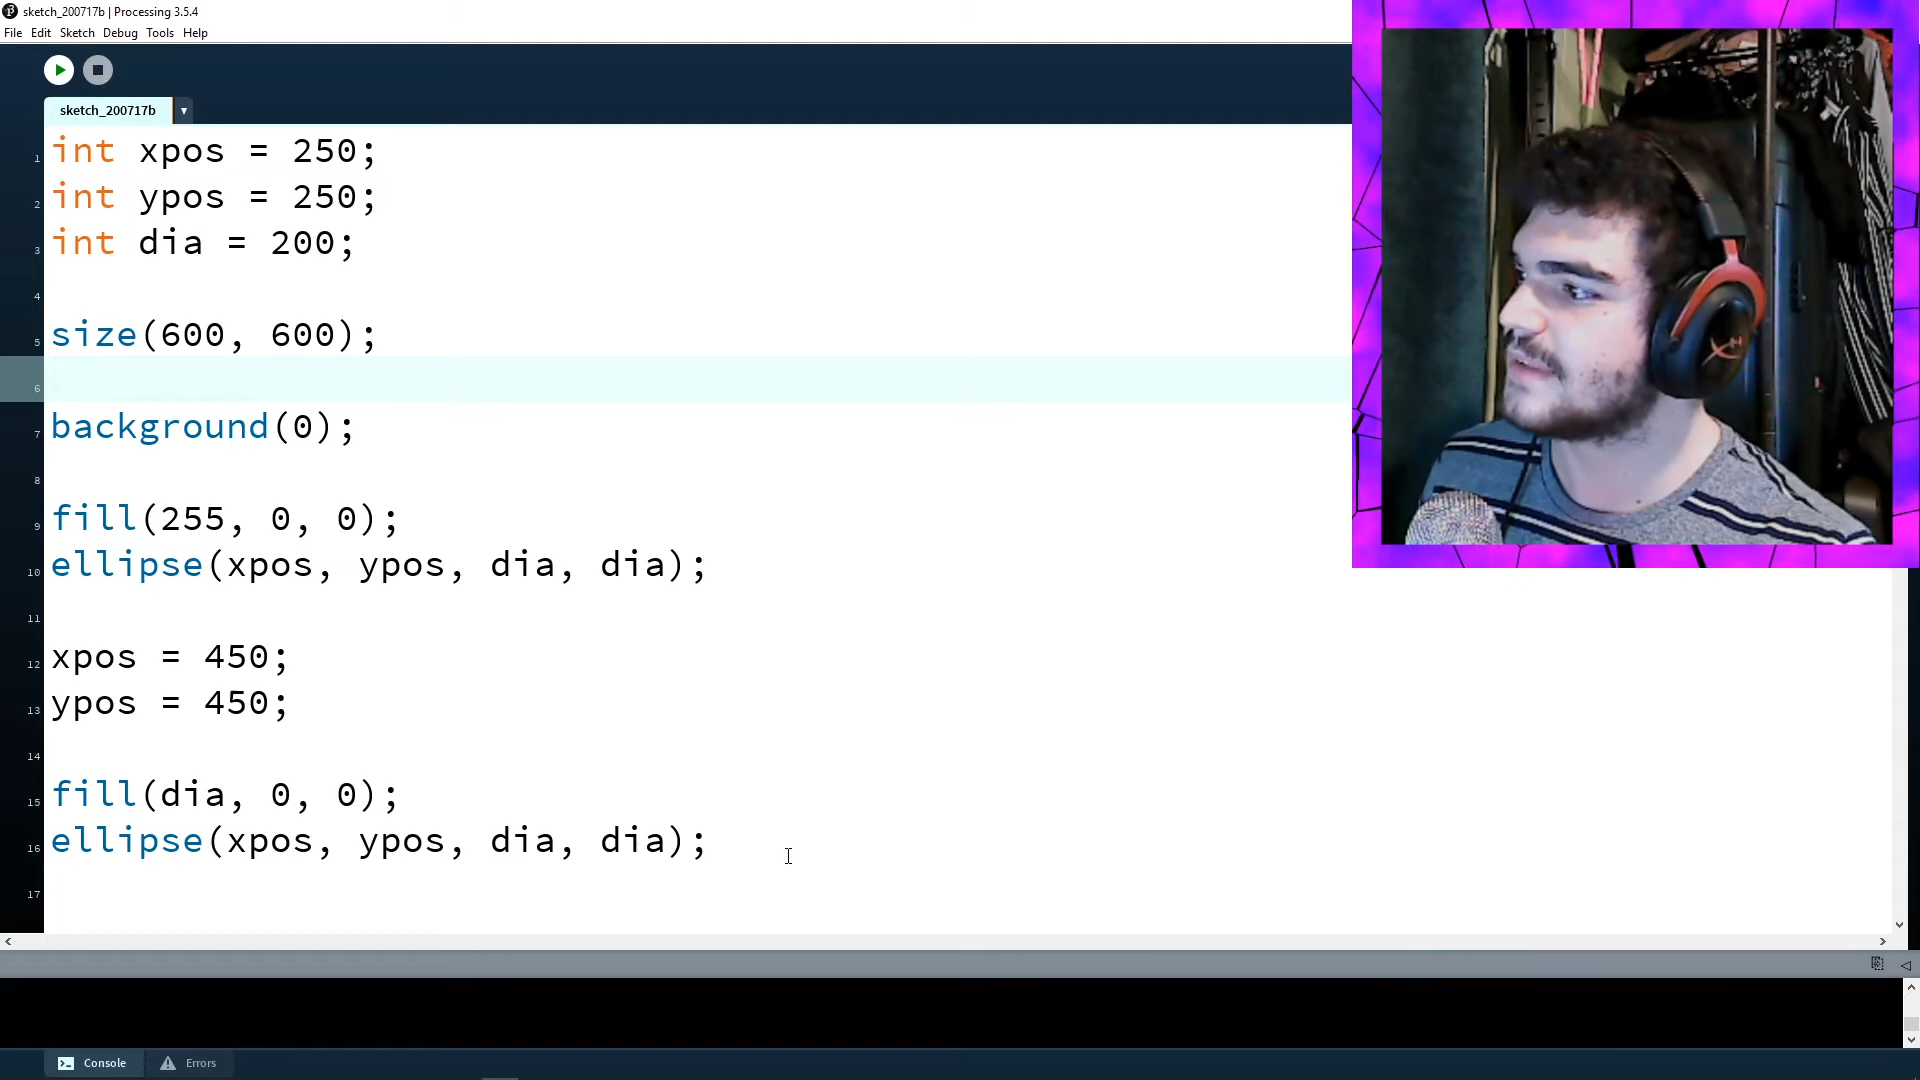 sketch_200717b | Processing 3.5.4
File Edit Sketch Debug Tools Help
sketch_200717b
1 int xpos = 250;
2 int ypos = 250;
3 int dia = 200;
4
5 size(600, 600);
6
7 background(0);
8
9 fill(255, 0, 0);
10 ellipse(xpos, ypos, dia, dia);
11
12 xpos = 450;
13 ypos = 450;
14
15 fill(dia, 0, 0);
16 ellipse(xpos, ypos, dia, dia);
17
Console Errors